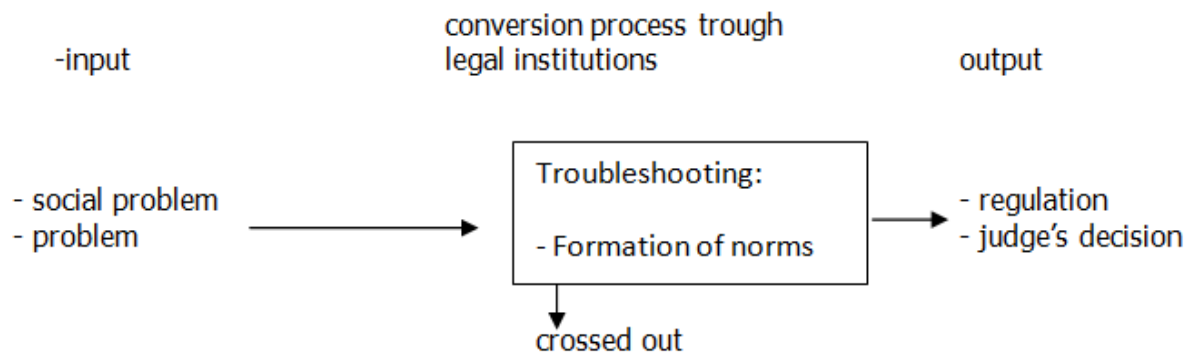 conversion process trough
-input
legal institutions
output
Troubleshooting:
- social problem
- problem
- Formation of norms
- regulation
- judge's decision
crossed out